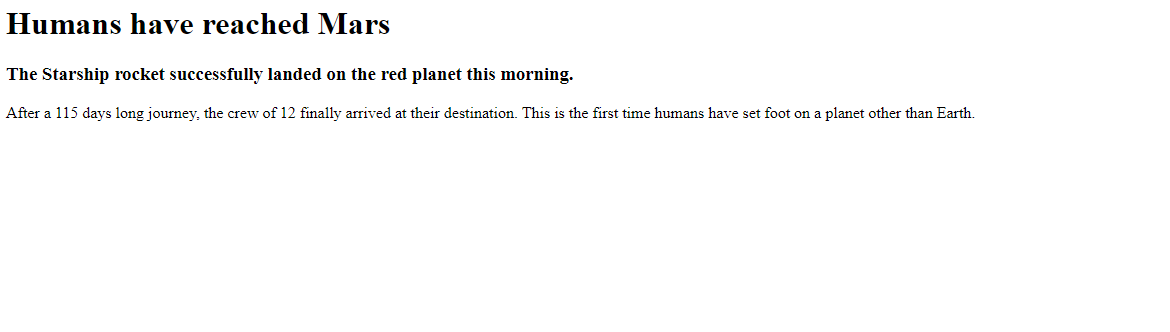 Humans have reached Mars
The Starship rocket successfully landed on the red planet this morning.
After a 115 days long journey, the crew of 12 finally arrived at their destination. This is the first time humans have set foot on a planet other than Earth.